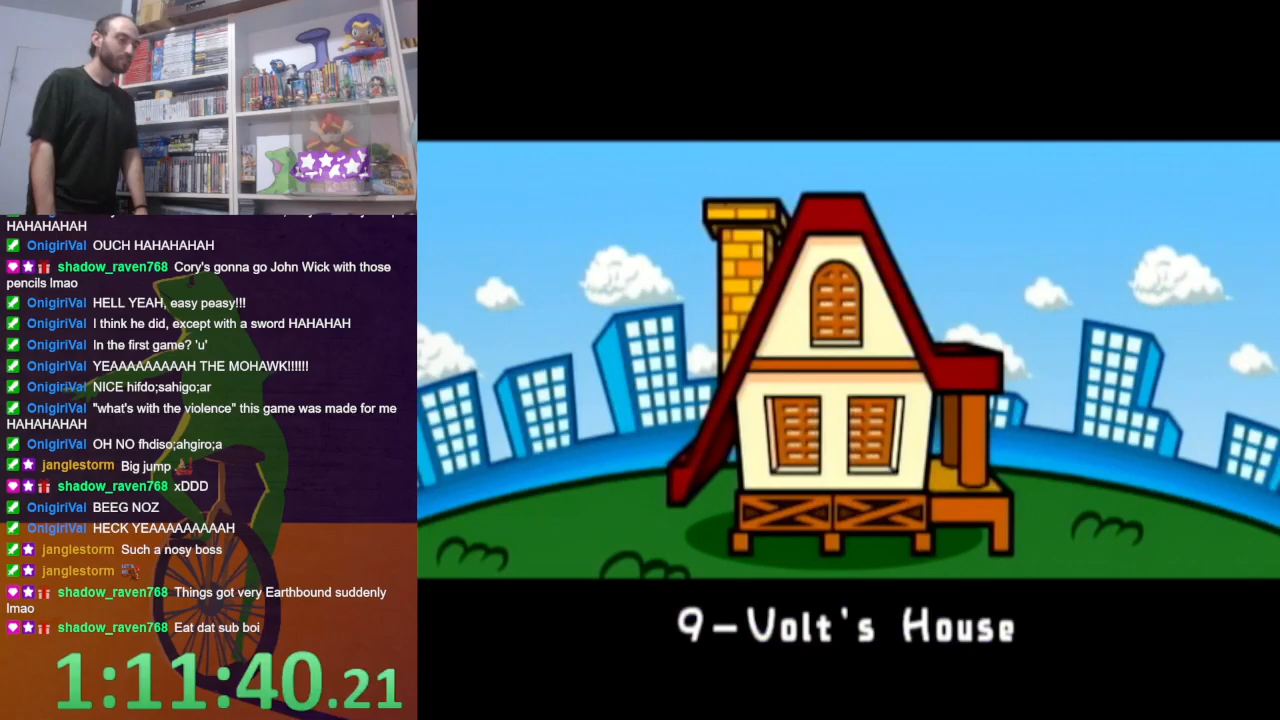 HAHAHAHAH
OnigiriVal OUCH HAHAHAHAH
shadow_raven768 Cory's gonna go John Wick with those
pencils lmao
OnigiriVal HELL YEAH, easy peasy!!!
OnigiriVal I think he did, except with a sword HAHAHAH
OnigiriVal In the first game? 'u'
OnigiriVal YEAAAAAAAAH THE MOHAWK!!!!!!
OnigiriVal NICE hifdo;sahigo;ar
OnigiriVal "what's with the violence" this game was made for me
HAHAHAHAH
OnigiriVal OH NO fhdiso;ahgiro;a
janglestorm Big jump
shadow_raven768 xDDD
OnigiriVal BEEG NOZ
OnigiriVal HECK YEAAAAAAAAAH
janglestorm Such a nosy boss
janglestorm
shadow_raven768 Things got very Earthbound suddenly
lmao
shadow_raven768 Eat dat sub boi
1:11:40.21
9-Volt's House